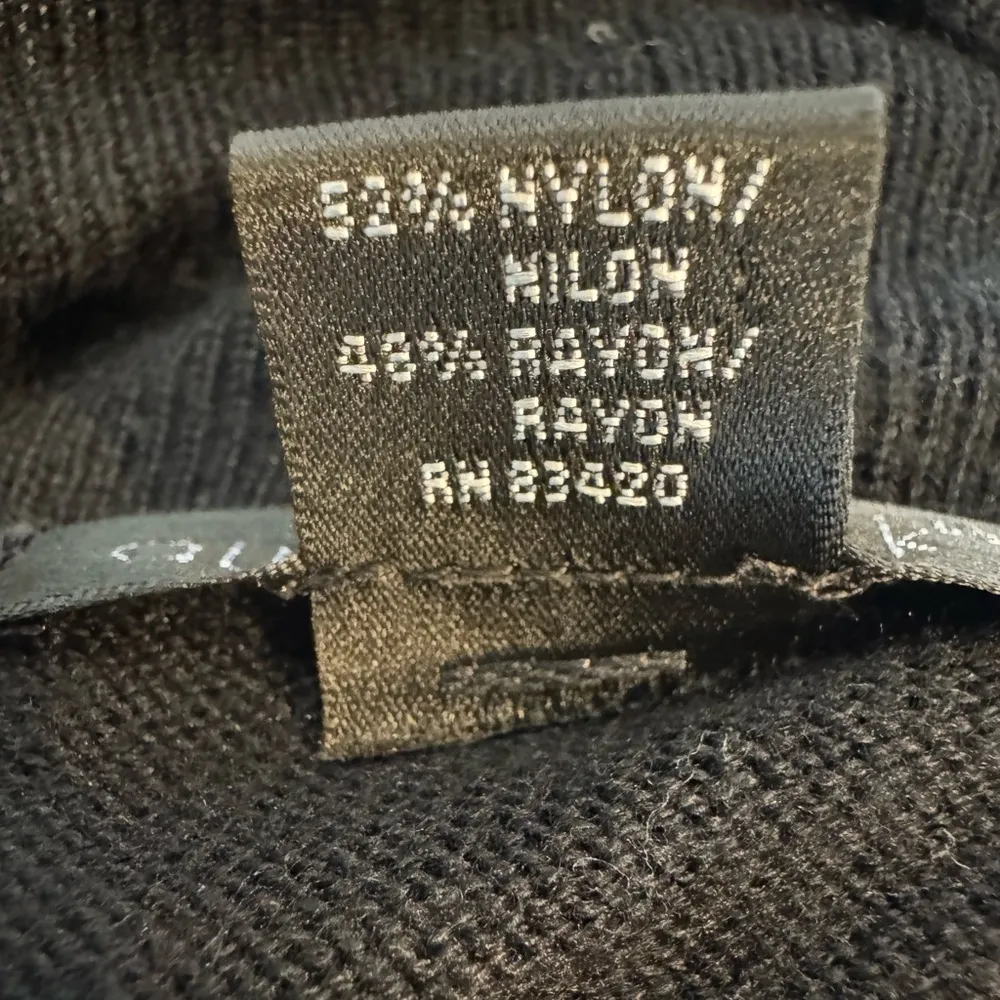 52% NYLON/
NILON
48% RAYON/
RAYON
RN 83420